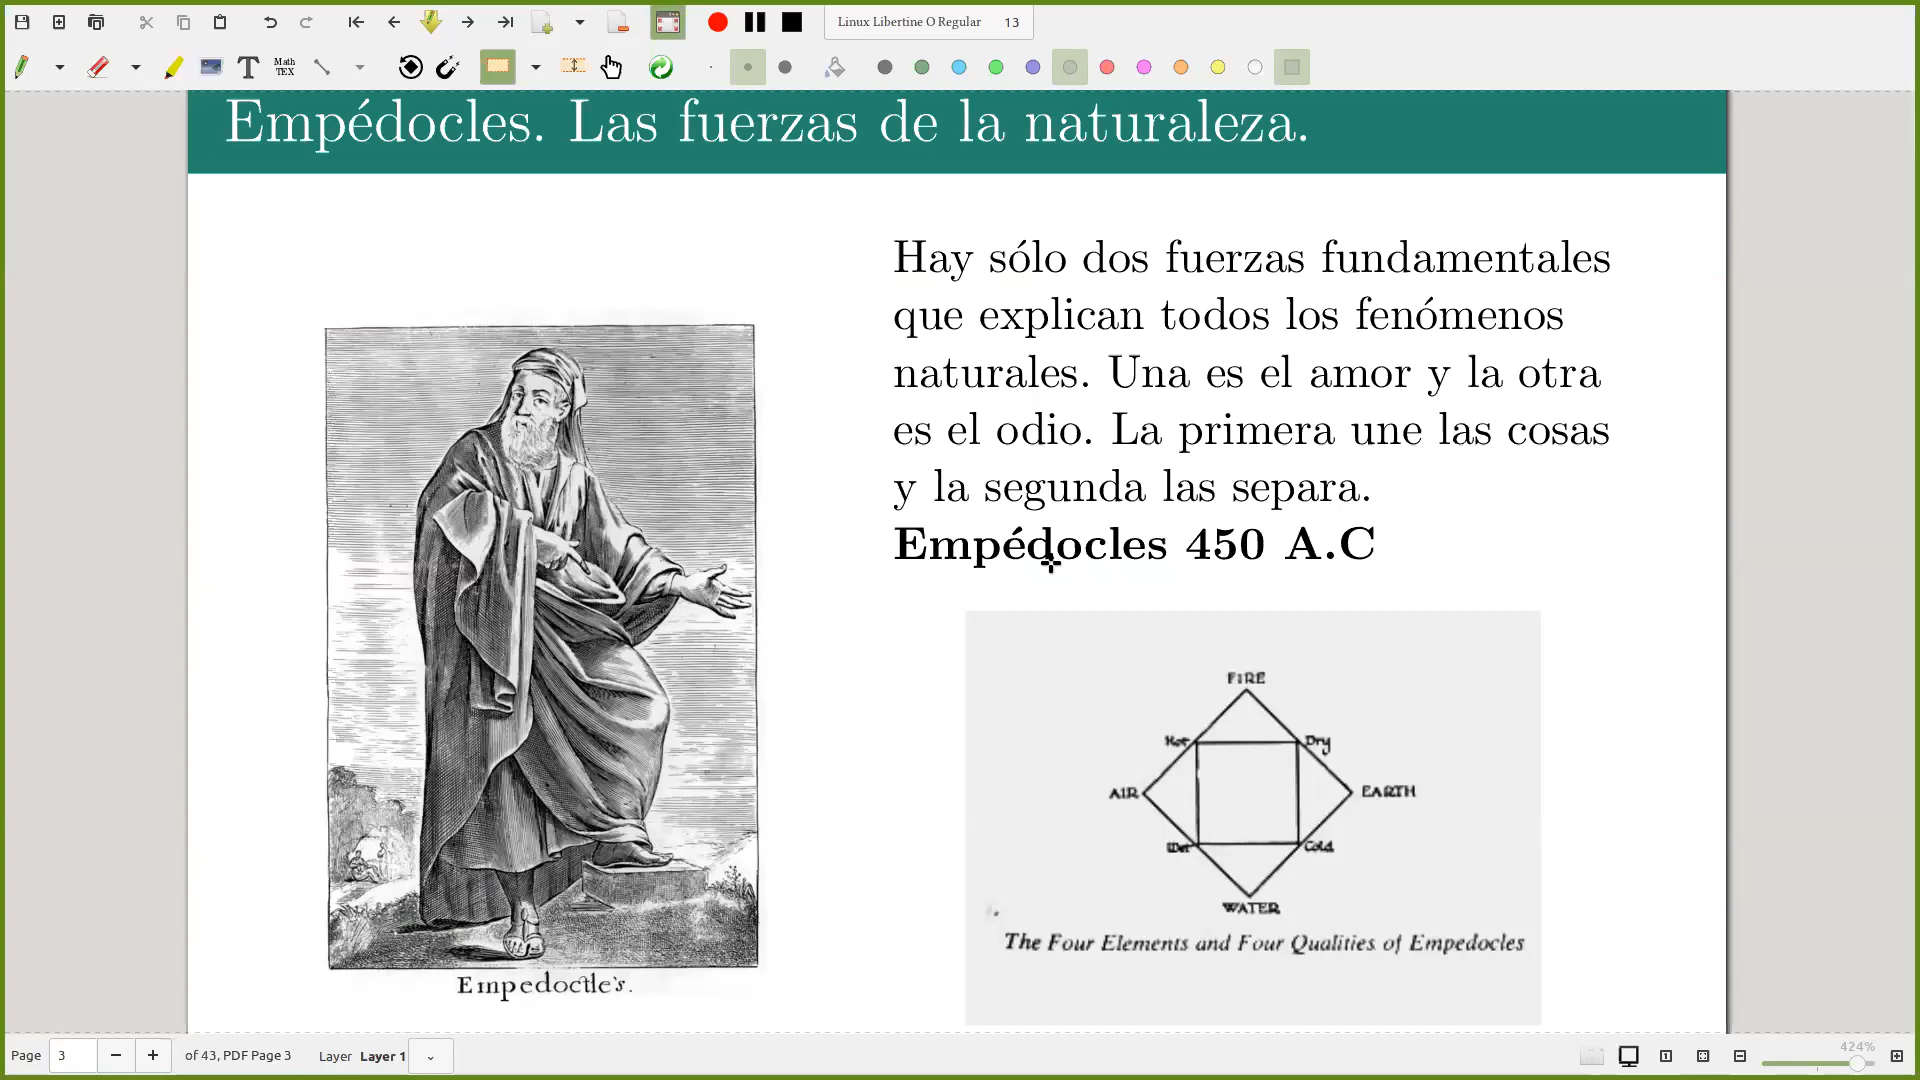 Linux Libertine O Regular 13
Math
TEX
Empédocles. Las fuerzas de la naturaleza.
Hay sólo dos fuerzas fundamentales
que explican todos los fenómenos
naturales. Una es el amor y la otra
es el odio. La primera une las cosas
y la segunda las separa.
Empédocles 450 A.C
Empedocle's.
FIRE
Hot Dry
AIR EARTH
Wet Cold
WATER
The Four Elements and Four Qualities of Empedocles
Page 3 of 43, PDF Page 3 Layer Layer 1 424%